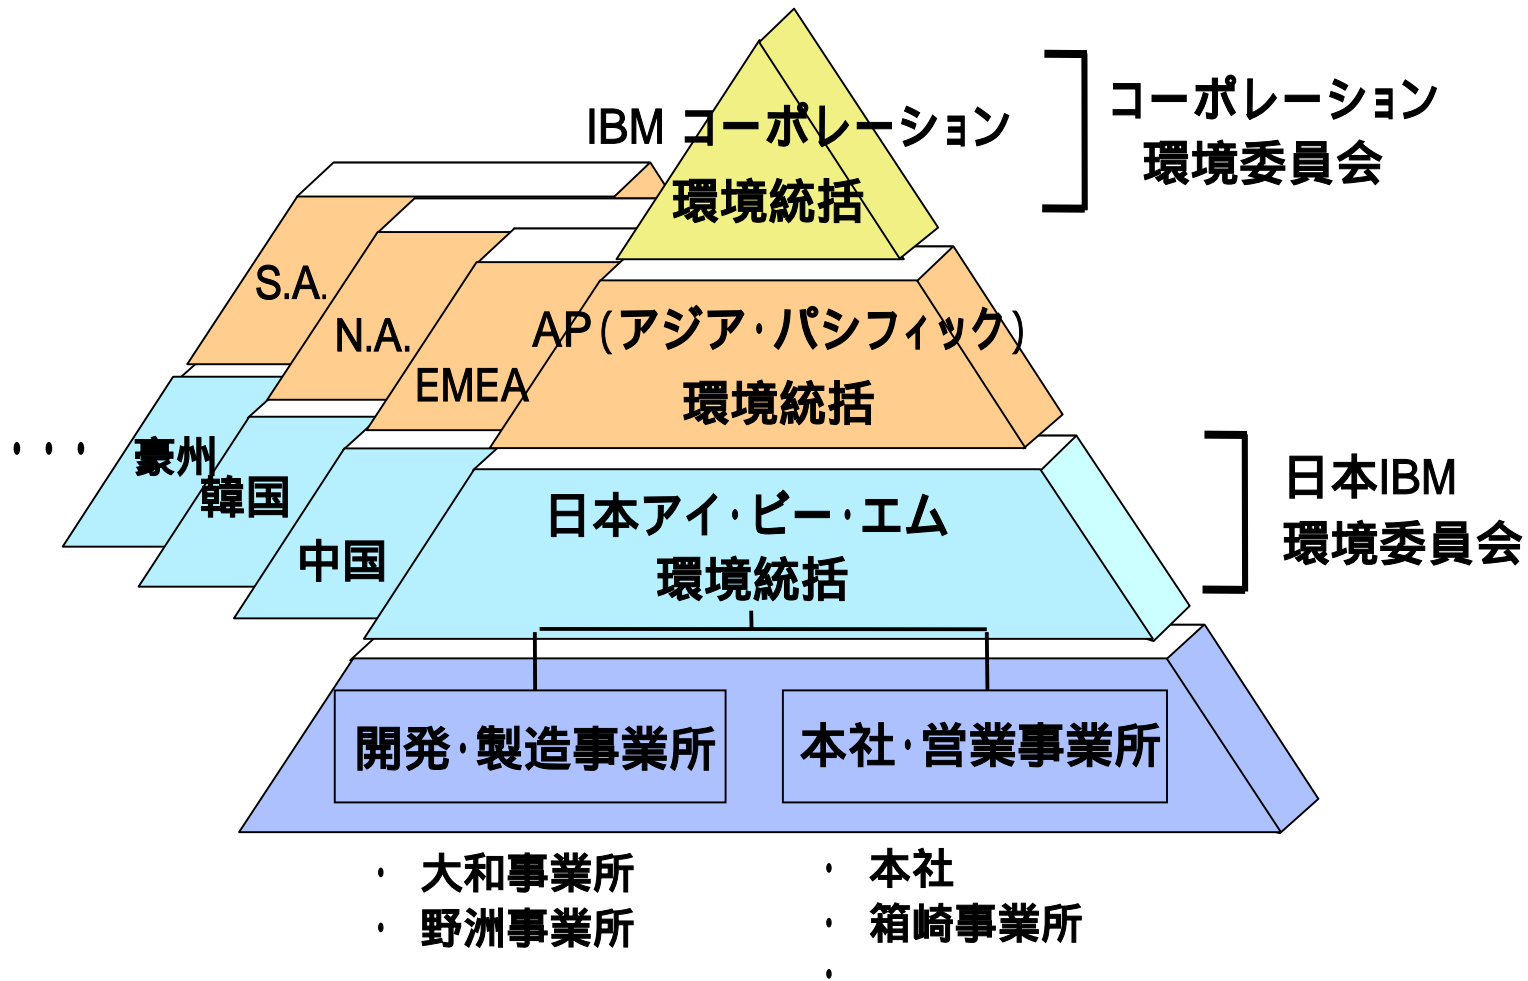 IBM コーポレーション
環境統括
コーポレーション
環境委員会
S.A.
N.A.
EMEA
AP(アジア・パシフィック)
環境統括
・・・
豪州
韓国
中国
日本アイ・ビー・エム
環境統括
日本IBM
環境委員会
開発・製造事業所
本社・営業事業所
・ 大和事業所
・ 野洲事業所
・ 本社
・ 箱崎事業所
・